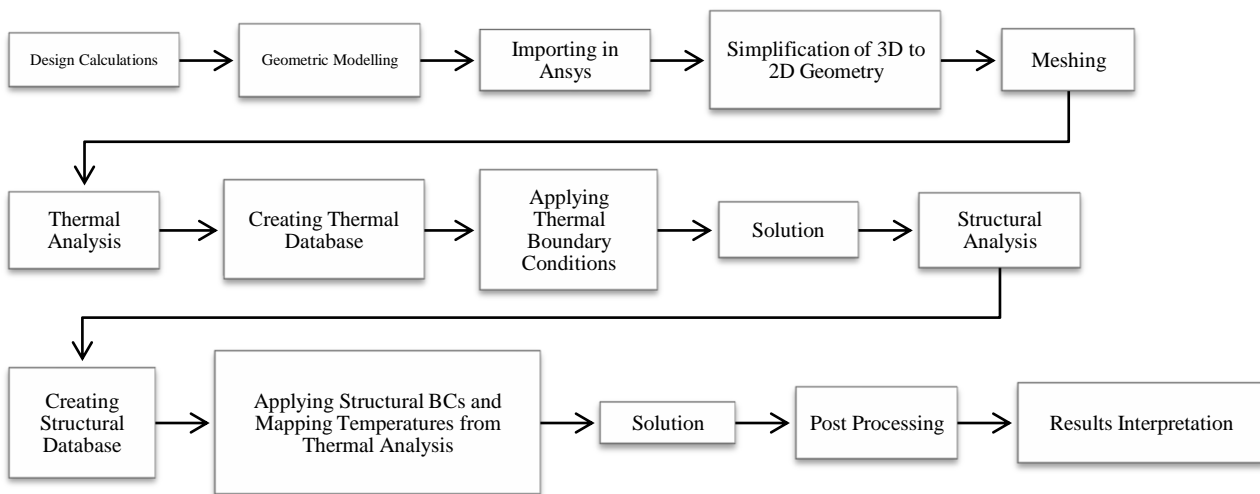 Design Calculations
Geometric Modelling
Importing in
Ansys
Simplification of 3D to
2D Geometry
Meshing
Thermal
Analysis
Creating Thermal
Database
Applying
Thermal
Boundary
Conditions
Solution
Structural
Analysis
Creating
Structural
Database
Applying Structural BCs and
Mapping Temperatures from
Thermal Analysis
Solution
Post Processing
Results Interpretation